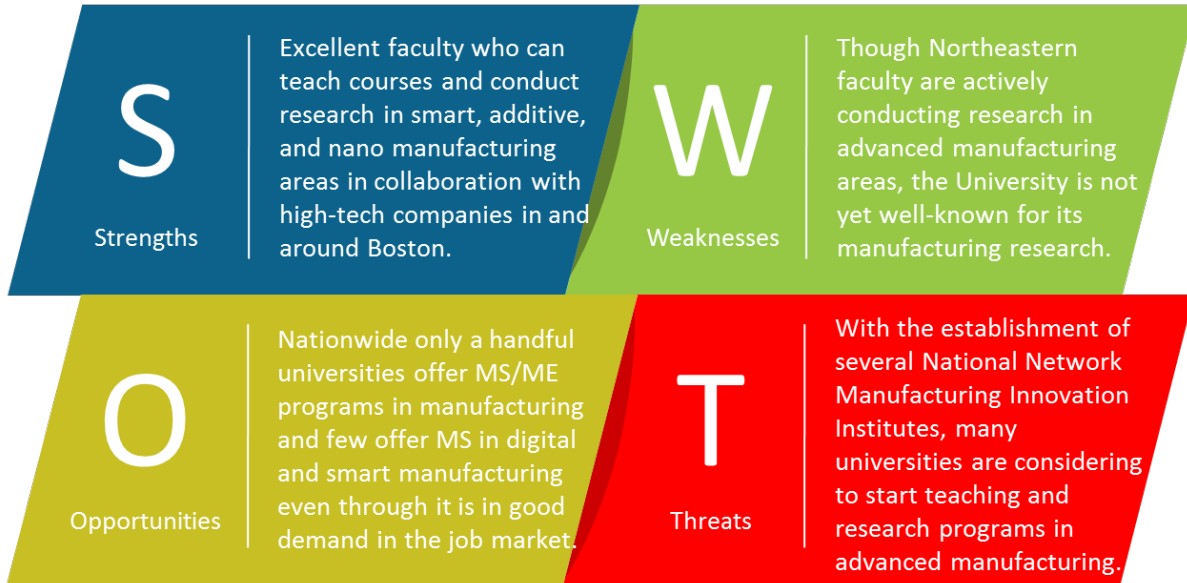 S
Strengths
Excellent faculty who can
teach courses and conduct
research in smart, additive,
and nano manufacturing
areas in collaboration with
high-tech companies in and
around Boston.
W
Weaknesses
Though Northeastern
faculty are actively
conducting research in
advanced manufacturing
areas, the University is not
yet well-known for its
manufacturing research.
O
Opportunities
Nationwide only a handful
universities offer MS/ME
programs in manufacturing
and few offer MS in digital
and smart manufacturing
even through it is in good
demand in the job market.
T
Threats
With the establishment of
several National Network
Manufacturing Innovation
Institutes, many
universities are considering
to start teaching and
research programs in
advanced manufacturing.